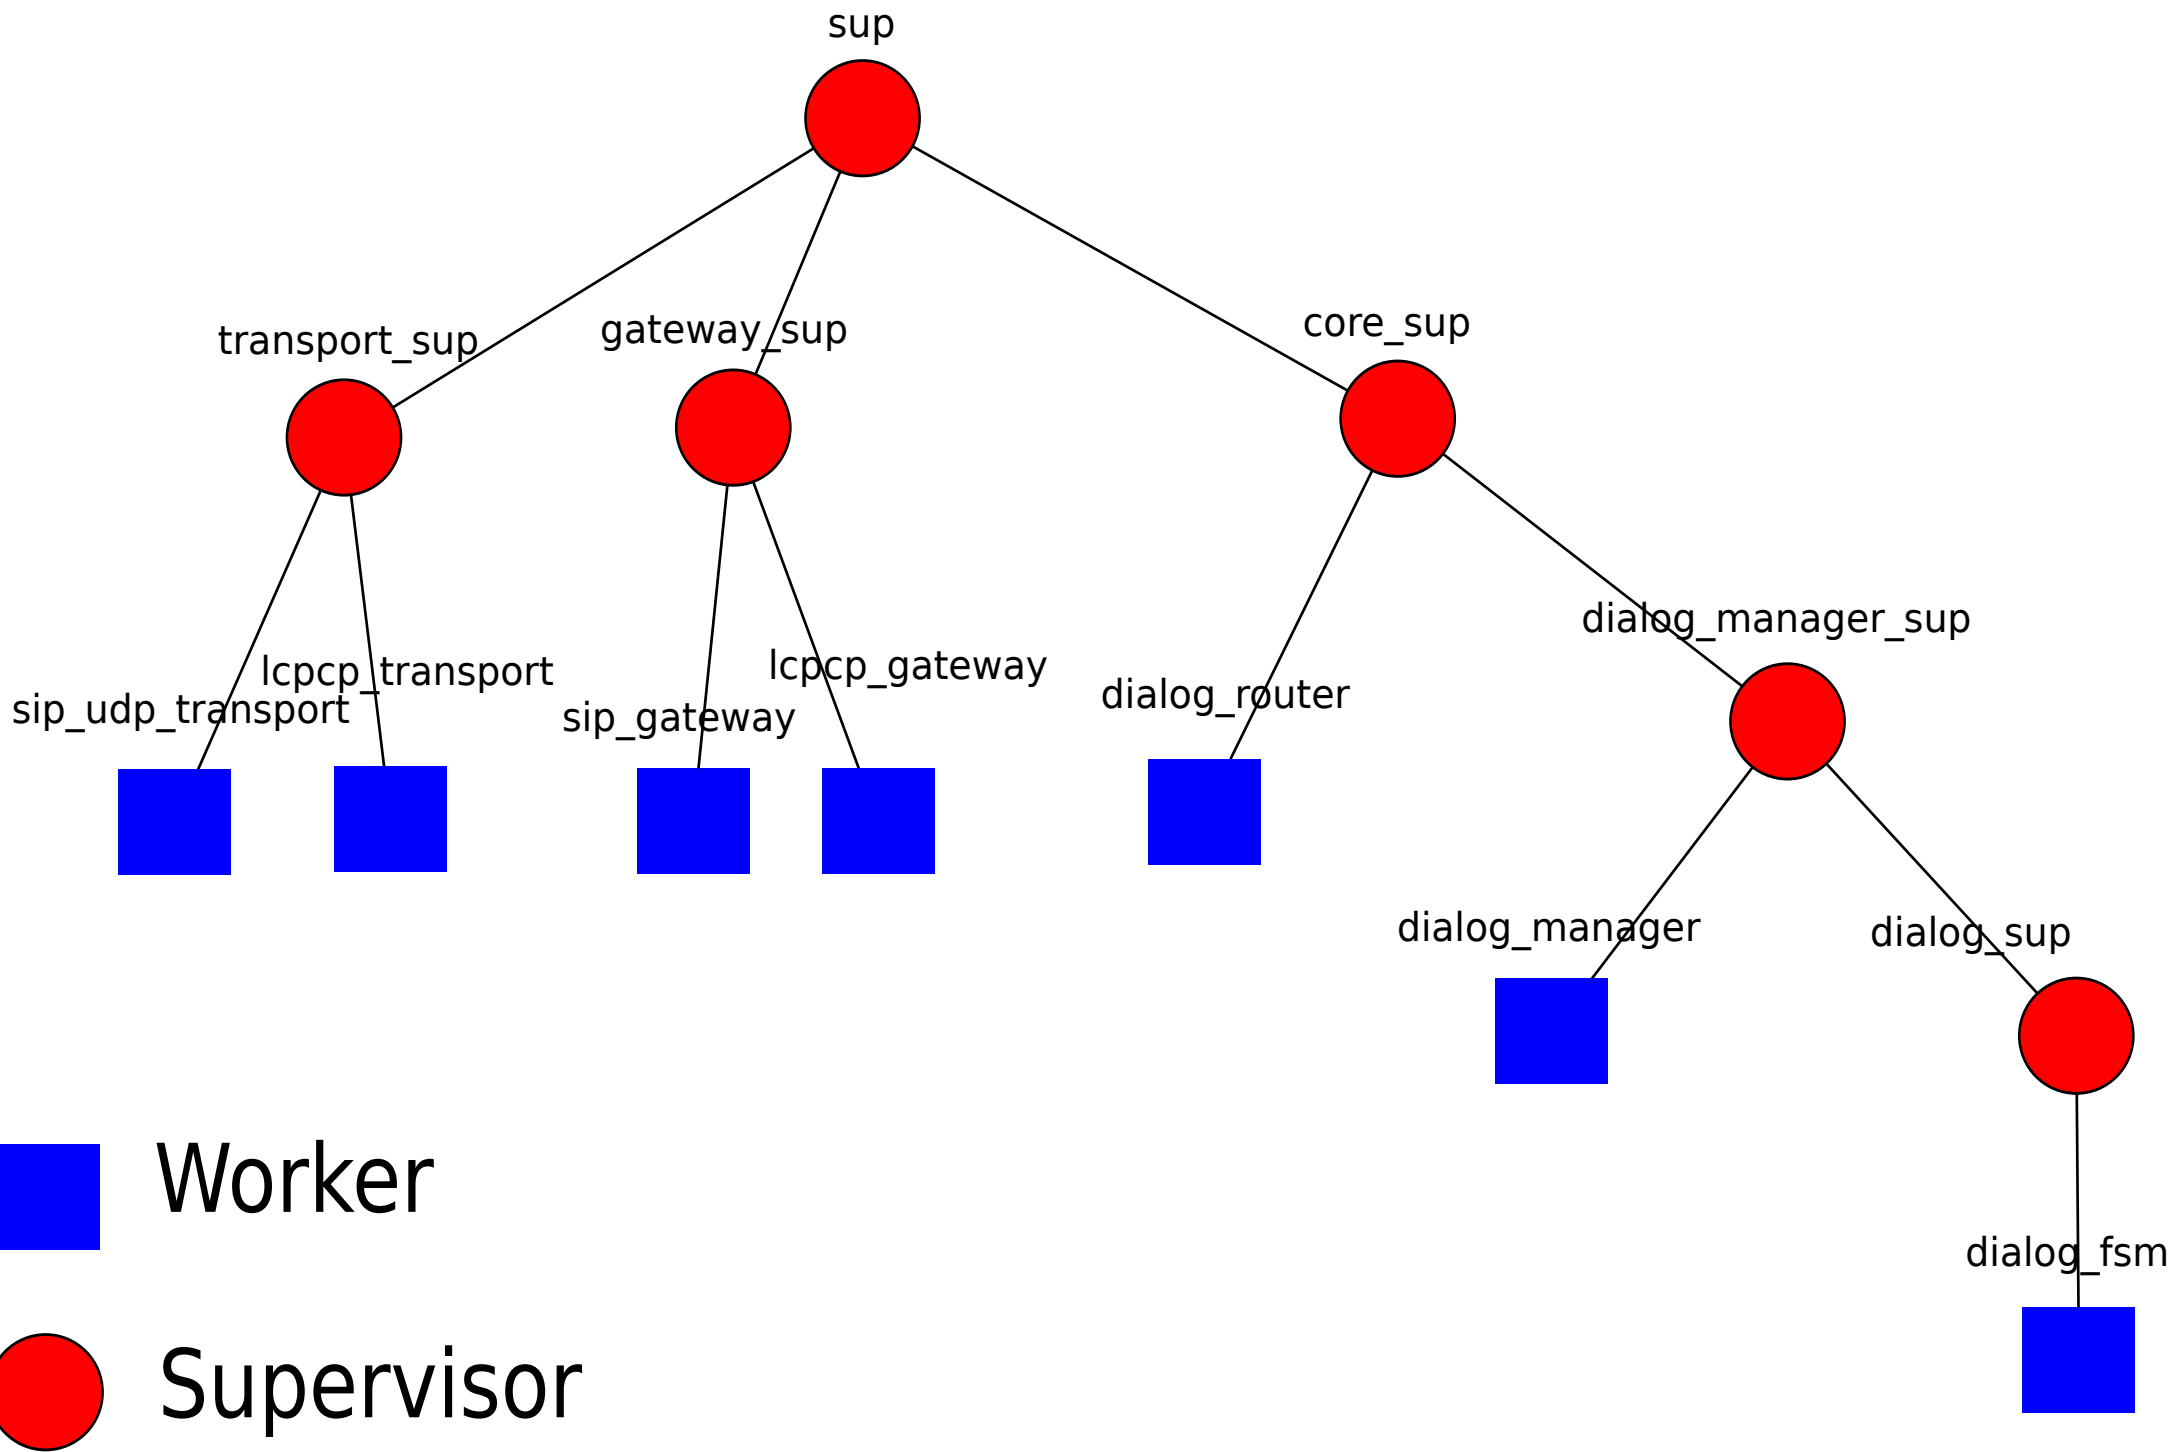 sup
transport_sup
gateway_sup
core_sup
dialog_manager_sup
lcpcp_transport
sip_udp_transport
lcpcp_gateway
sip_gateway
dialog_router
dialog_manager
dialog_sup
dialog_fsm
Worker
Supervisor